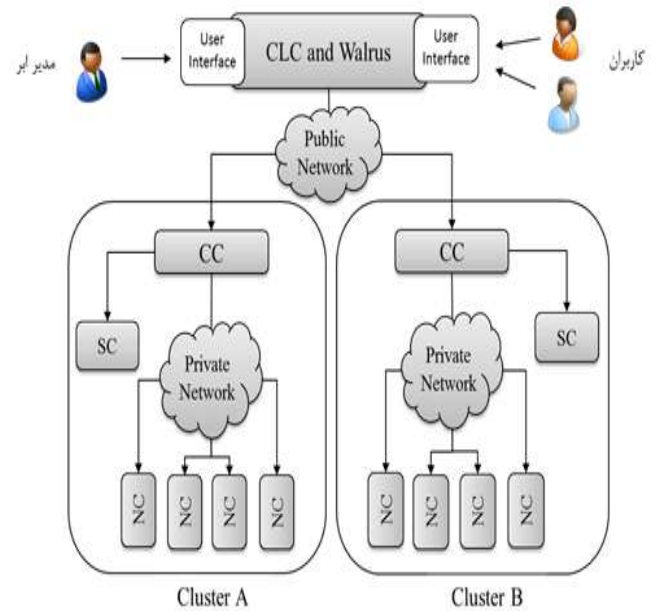 مدیر ابر
User
Interface
CLC and Walrus
User
Interface
کاربران
Public
Network
CC
SC
Private
Network
NC
NC
NC
NC
Cluster A
CC
SC
Private
Network
NC
NC
NC
NC
Cluster B